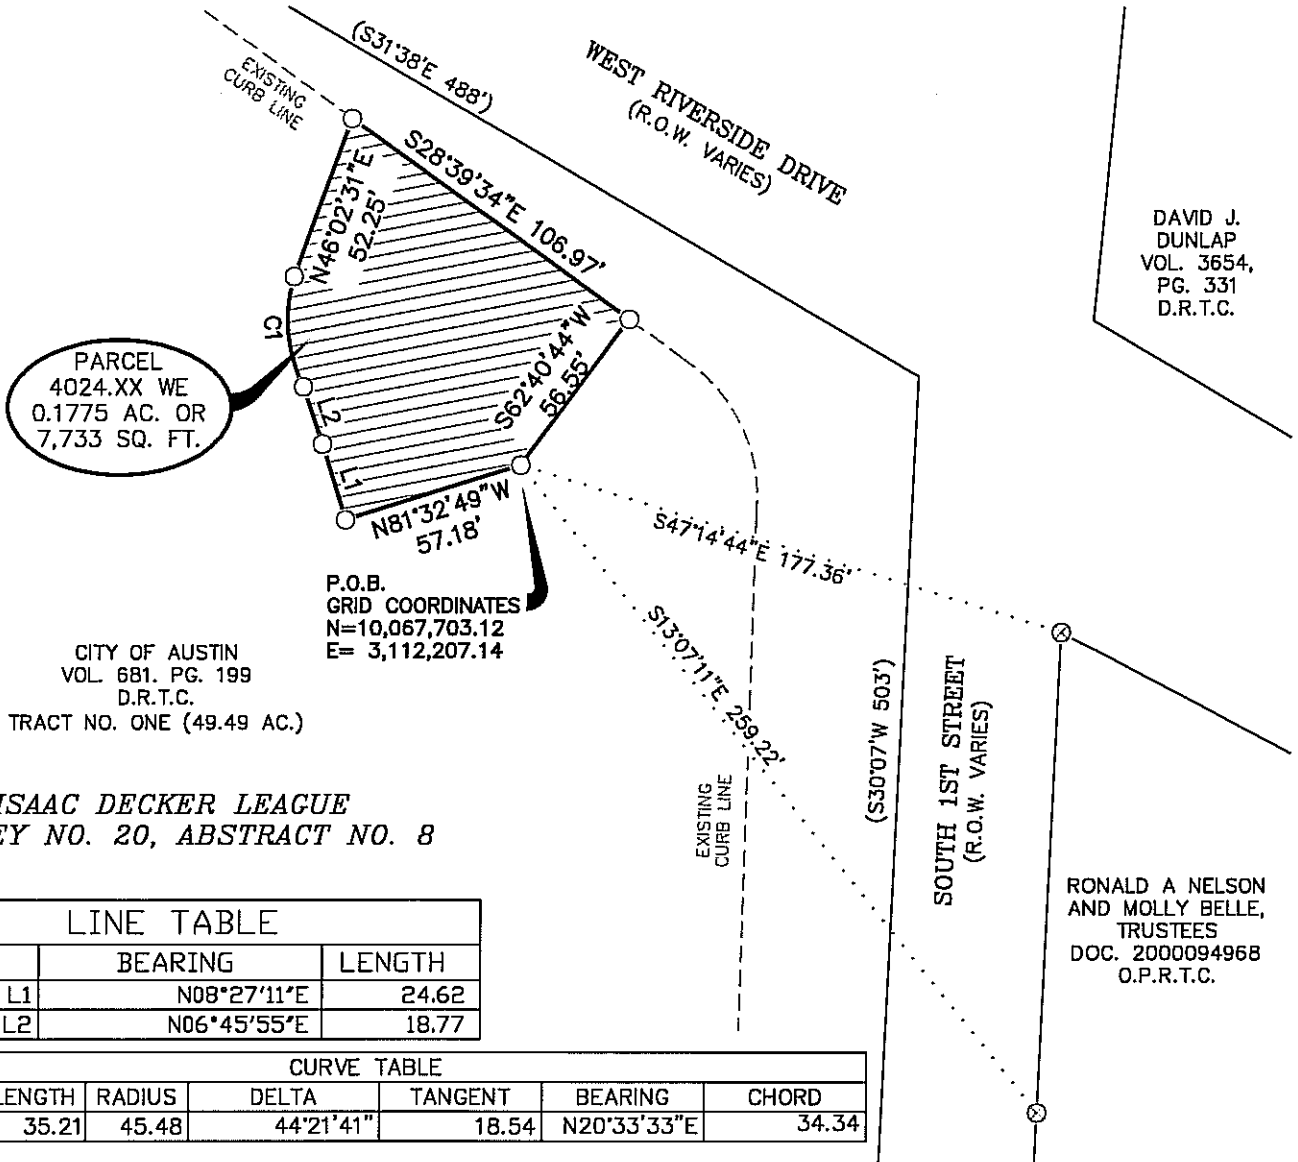 (S31°38'E 488')
WEST RIVERSIDE DRIVE
(R.O.W. VARIES)
EXISTING
CURB LINE
S28°39'34"E 106.97'
N46°02'31"E
52.25'
DAVID J.
DUNLAP
VOL. 3654,
PG. 331
D.R.T.C.
C1
PARCEL
4024.XX WE
0.1775 AC. OR
7,733 SQ. FT.
S62°40'44"W
56.55'
L2
L1
N81°32'49"W
57.18'
S47°14'44"E 177.36'
P.O.B.
GRID COORDINATES
N=10,067,703.12
E= 3,112,207.14
S13°07'11"E 259.22'
CITY OF AUSTIN
VOL. 681. PG. 199
D.R.T.C.
TRACT NO. ONE (49.49 AC.)
(S30°07'W 503')
SOUTH 1ST STREET
(R.O.W. VARIES)
EXISTING
CURB LINE
ISAAC DECKER LEAGUE
EY NO. 20, ABSTRACT NO. 8
RONALD A NELSON
AND MOLLY BELLE,
TRUSTEES
DOC. 2000094968
O.P.R.T.C.
LINE TABLE
BEARING LENGTH
L1 N08°27'11"E 24.62
L2 N06°45'55"E 18.77
CURVE TABLE
LENGTH RADIUS DELTA TANGENT BEARING CHORD
35.21 45.48 44°21'41" 18.54 N20°33'33"E 34.34